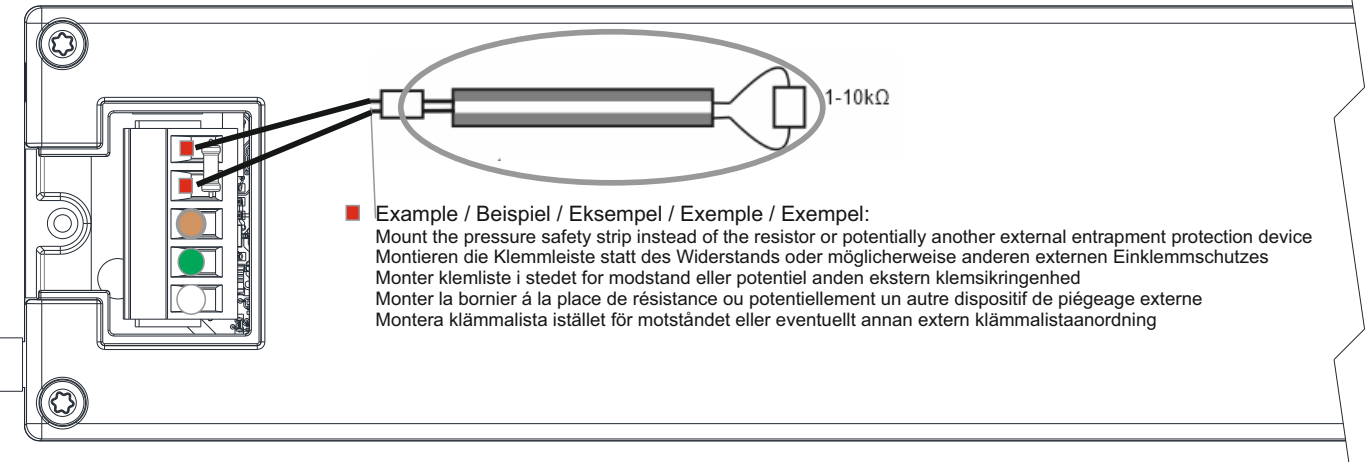 1-10kΩ
Example / Beispiel / Eksempel / Exemple / Exempel:
Mount the pressure safety strip instead of the resistor or potentially another external entrapment protection device
Montieren die Klemmleiste statt des Widerstands oder möglicherweise anderen externen Einklemmschutzes
Monter klemliste i stedet for modstand eller potentiel anden ekstern klemsikringenhed
Monter la bornier á la place de résistance ou potentiellement un autre dispositif de piégeage externe
Montera klämmalista istället för motståndet eller eventuellt annan extern klämmalistaanordning